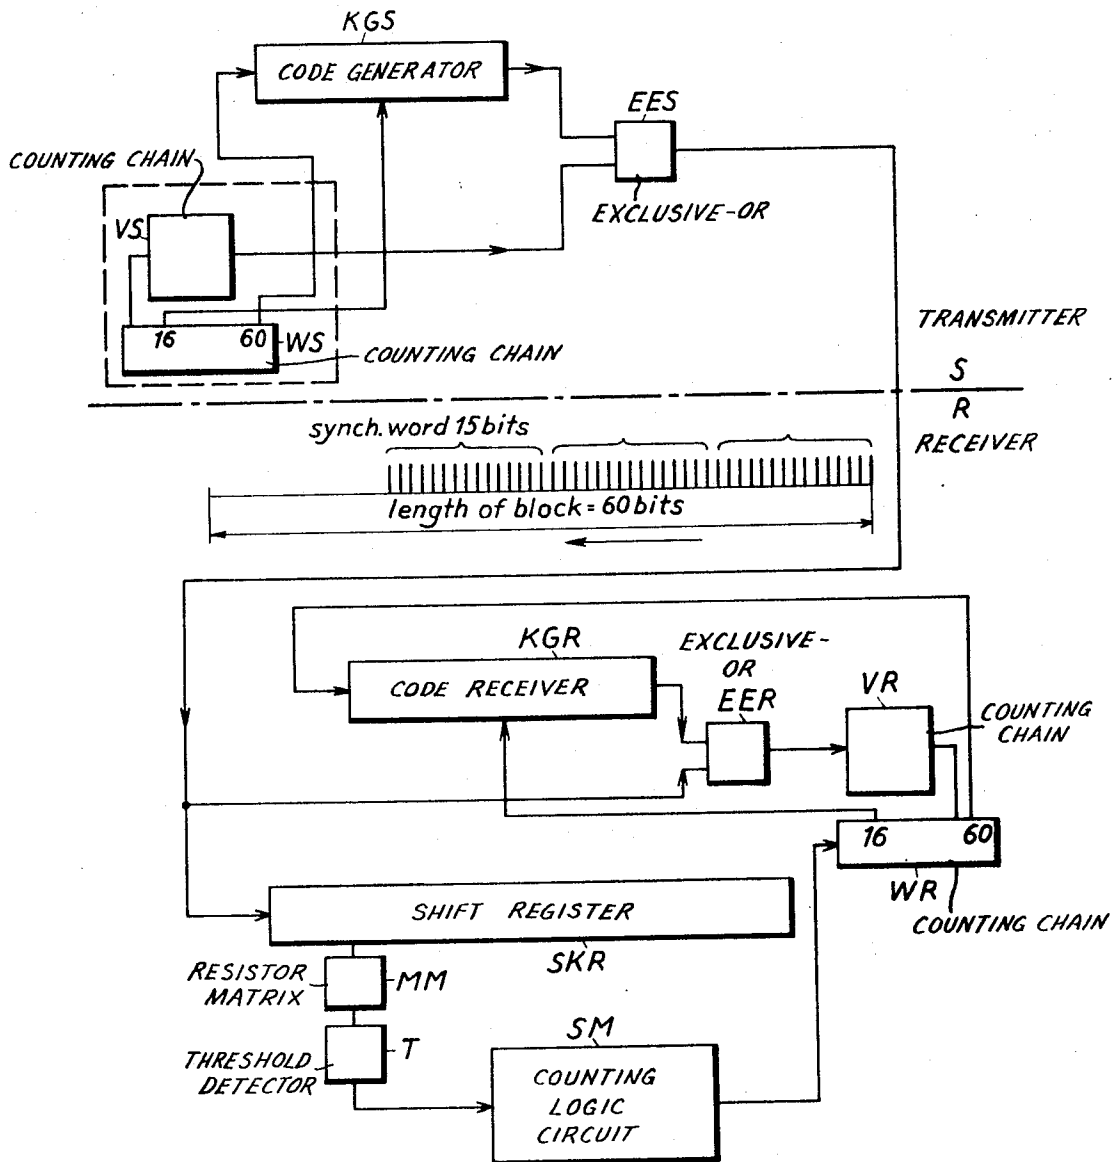 KGS
CODE GENERATOR
EES
COUNTING CHAIN
EXCLUSIVE-OR
VS
16
60
WS
COUNTING CHAIN
TRANSMITTER
S
R
RECEIVER
synch. word 15 bits
length of block = 60 bits
KGR
CODE RECEIVER
EXCLUSIVE-
OR
EER
VR
COUNTING
CHAIN
16
60
WR
COUNTING CHAIN
SHIFT REGISTER
SKR
RESISTOR
MATRIX
MM
T
THRESHOLD
DETECTOR
SM
COUNTING
LOGIC
CIRCUIT